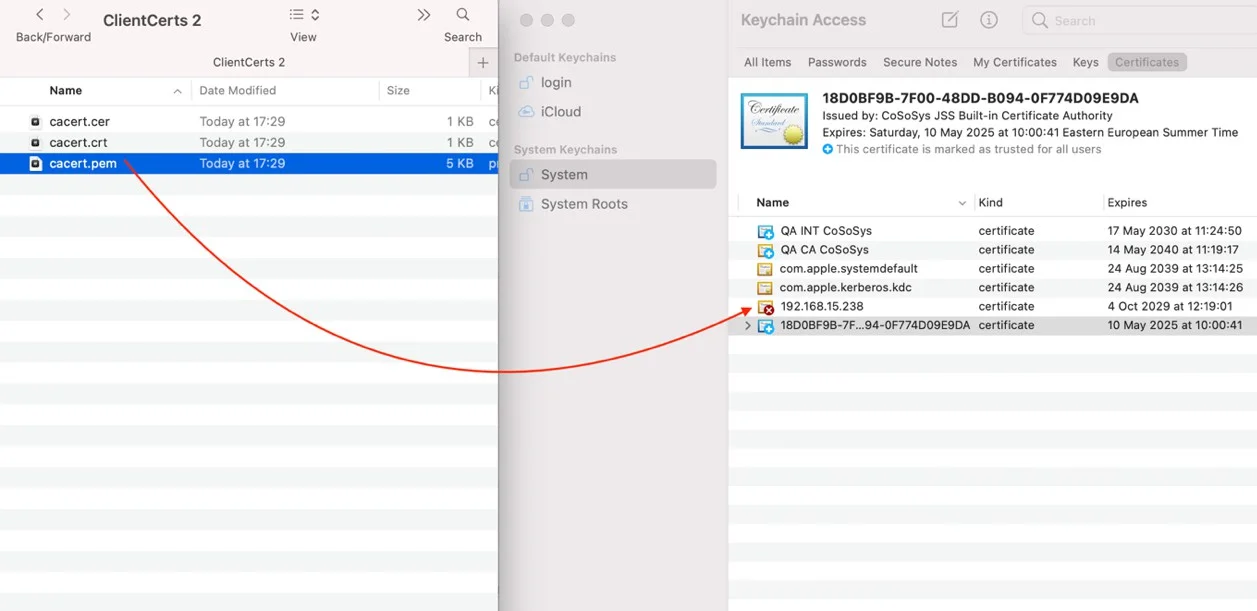 ClientCerts 2
Back/Forward
View
Search
ClientCerts 2
Name Date Modified Size Ki
cacert.cer Today at 17:29 1 KB ce
cacert.crt Today at 17:29 1 KB ce
cacert.pem Today at 17:29 5 KB pr
Default Keychains
login
iCloud
System Keychains
System
System Roots
Keychain Access
Search
All Items Passwords Secure Notes My Certificates Keys Certificates
Certificate
Standard
18D0BF9B-7F00-48DD-B094-0F774D09E9DA
Issued by: CoSoSys JSS Built-in Certificate Authority
Expires: Saturday, 10 May 2025 at 10:00:41 Eastern European Summer Time
This certificate is marked as trusted for all users
Name Kind Expires
QA INT CoSoSys certificate 17 May 2030 at 11:24:50
QA CA CoSoSys certificate 14 May 2040 at 11:19:17
com.apple.systemdefault certificate 24 Aug 2039 at 13:14:25
com.apple.kerberos.kdc certificate 24 Aug 2039 at 13:14:26
192.168.15.238 certificate 4 Oct 2029 at 12:19:01
18D0BF9B-7F...94-0F774D09E9DA certificate 10 May 2025 at 10:00:41